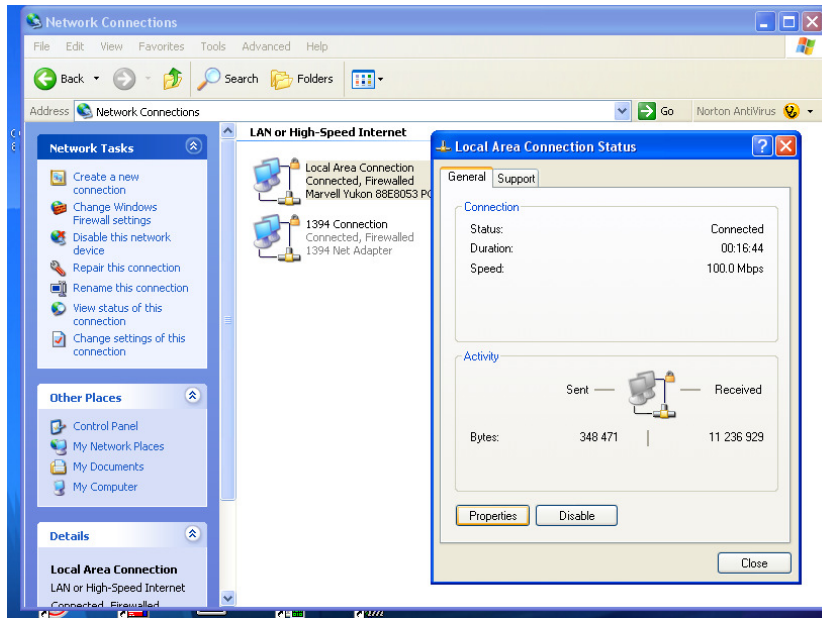 Network Connections
File Edit View Favorites Tools Advanced Help
Back Search Folders
Address Network Connections Go Norton AntiVirus
Network Tasks
Create a new
connection
Change Windows
Firewall settings
Disable this network
device
Repair this connection
Rename this connection
View status of this
connection
Change settings of this
connection
Other Places
Control Panel
My Network Places
My Documents
My Computer
Details
Local Area Connection
LAN or High-Speed Internet
Connected, Firewalled
LAN or High-Speed Internet
Local Area Connection
Connected, Firewalled
Marvell Yukon 88E8053 PC
1394 Connection
Connected, Firewalled
1394 Net Adapter
Local Area Connection Status
General Support
Connection
Status: Connected
Duration: 00:16:44
Speed: 100.0 Mbps
Activity
Sent Received
Bytes: 348 471 11 236 929
Properties Disable
Close